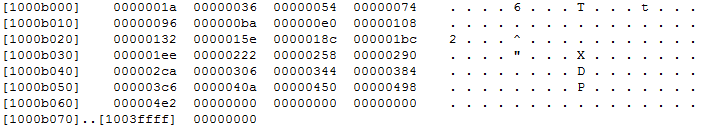 [1000b000] 0000001a 00000036 00000054 00000074 . . . . 6 . . . T . . . t . . .
[1000b010] 00000096 000000ba 000000e0 00000108 . . . . . . . . . . . . . . . .
[1000b020] 00000132 0000015e 0000018c 000001bc 2 . . . ^ . . . . . . . . . . .
[1000b030] 000001ee 00000222 00000258 00000290 . . . . " . . . X . . . . . . .
[1000b040] 000002ca 00000306 00000344 00000384 . . . . . . . . D . . . . . . .
[1000b050] 000003c6 0000040a 00000450 00000498 . . . . . . . . P . . . . . . .
[1000b060] 000004e2 00000000 00000000 00000000 . . . . . . . . . . . . . . . .
[1000b070]..[1003ffff] 00000000